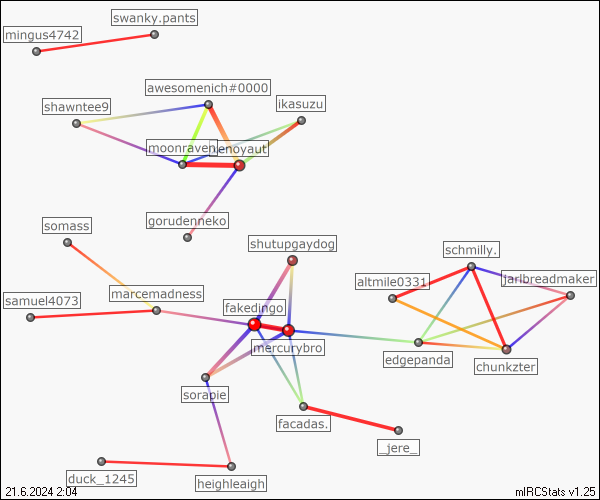 swanky.pants
mingus4742
awesomenich#0000
shawntee9
ikasuzu
moonraven
enoyaut
gorudenneko
somass
shutupgaydog
schmilly.
altmile0331
jarlbreadmaker
samuel4073
marcemadness
fakedingo
mercurybro
edgepanda
chunkzter
sorapie
facadas.
_jere_
duck_1245
heighleaigh
21.6.2024 2:04
mIRCStats v1.25